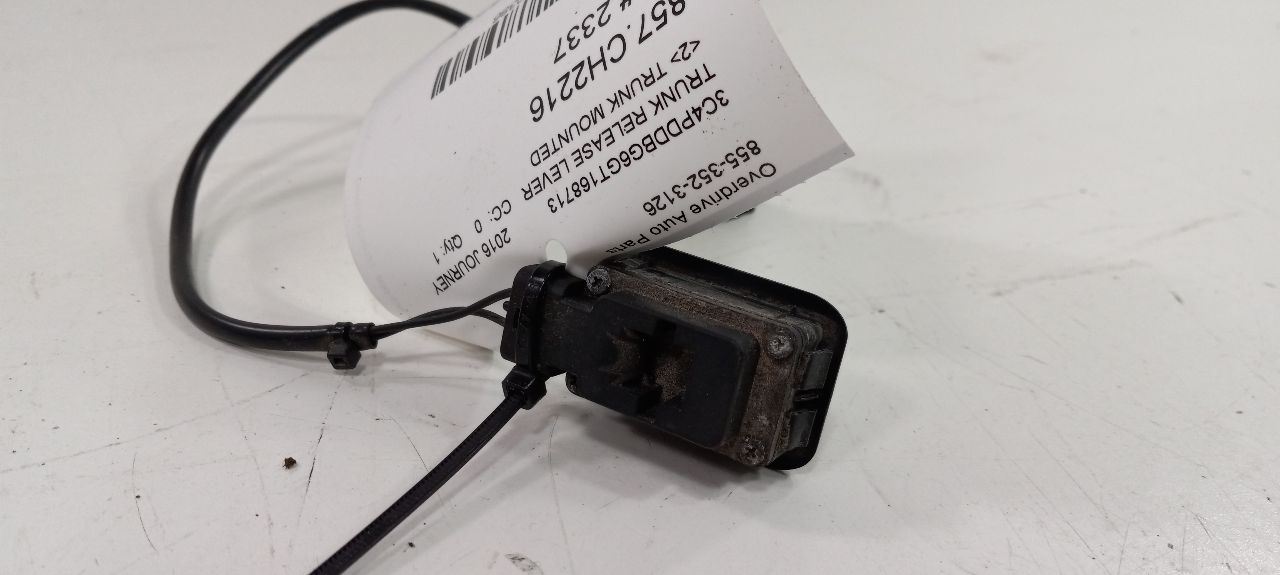 Overdrive Auto Parts
855-352-3126
3C4PDDBG6GT168713
TRUNK RELEASE LEVER
<2> TRUNK MOUNTED
857. CH2216
# 2337
2016 JOURNEY
CC: 0 Qty: 1